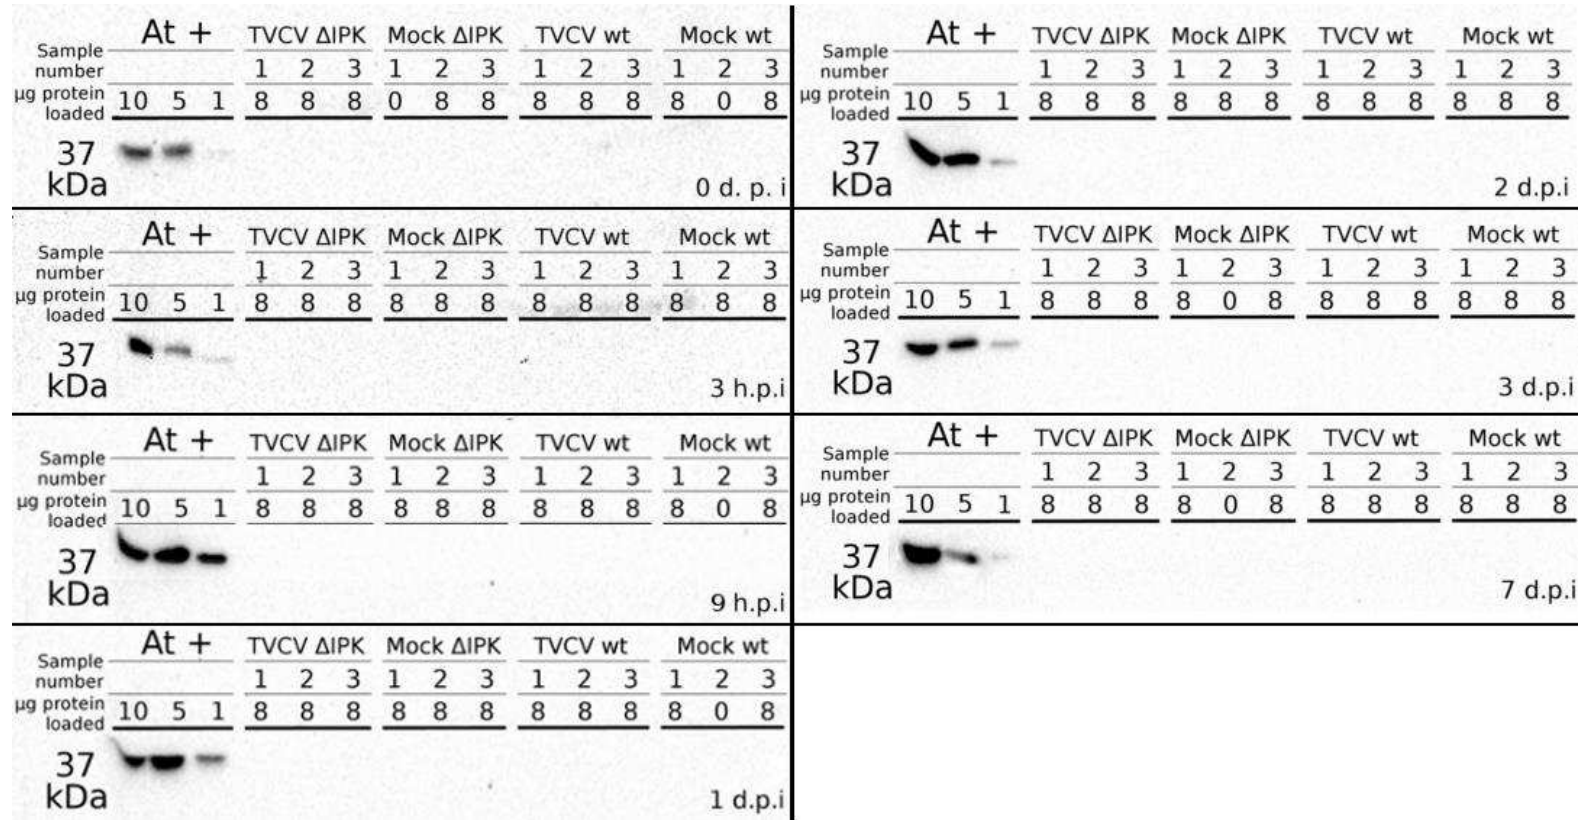 At + TVCV ΔIPK Mock ΔIPK TVCV wt Mock wt
Sample
number 1 2 3 1 2 3 1 2 3 1 2 3
µg protein
loaded 10 5 1 8 8 8 0 8 8 8 8 8 8 0 8
37
kDa
0 d. p. i
At + TVCV ΔIPK Mock ΔIPK TVCV wt Mock wt
Sample
number 1 2 3 1 2 3 1 2 3 1 2 3
µg protein
loaded 10 5 1 8 8 8 8 8 8 8 8 8 8 8 8
37
kDa
2 d.p.i
At + TVCV ΔIPK Mock ΔIPK TVCV wt Mock wt
Sample
number 1 2 3 1 2 3 1 2 3 1 2 3
µg protein
loaded 10 5 1 8 8 8 8 8 8 8 8 8 8 8 8
37
kDa
3 h.p.i
At + TVCV ΔIPK Mock ΔIPK TVCV wt Mock wt
Sample
number 1 2 3 1 2 3 1 2 3 1 2 3
µg protein
loaded 10 5 1 8 8 8 8 0 8 8 8 8 8 8 8
37
kDa
3 d.p.i
At + TVCV ΔIPK Mock ΔIPK TVCV wt Mock wt
Sample
number 1 2 3 1 2 3 1 2 3 1 2 3
µg protein
loaded 10 5 1 8 8 8 8 8 8 8 8 8 8 0 8
37
kDa
9 h.p.i
At + TVCV ΔIPK Mock ΔIPK TVCV wt Mock wt
Sample
number 1 2 3 1 2 3 1 2 3 1 2 3
µg protein
loaded 10 5 1 8 8 8 8 0 8 8 8 8 8 8 8
37
kDa
7 d.p.i
At + TVCV ΔIPK Mock ΔIPK TVCV wt Mock wt
Sample
number 1 2 3 1 2 3 1 2 3 1 2 3
µg protein
loaded 10 5 1 8 8 8 8 8 8 8 8 8 8 0 8
37
kDa
1 d.p.i